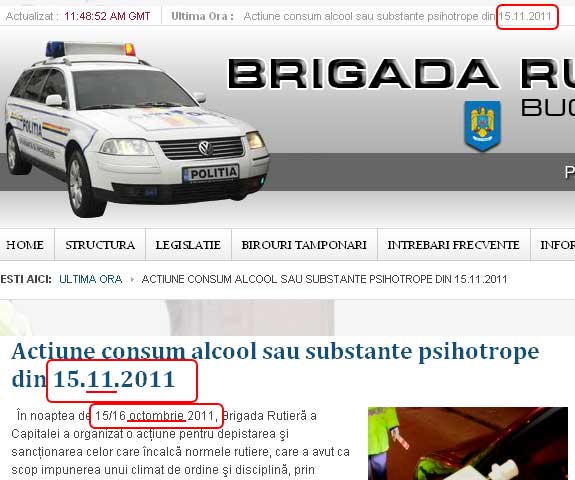 Actualizat : 11:48:52 AM GMT Ultima Ora : Actiune consum alcool sau substante psihotrope din 15.11.2011
BRIGADA RU
BUC
POLITIA
POLITIA
P
HOME STRUCTURA LEGISLATIE BIROURI TAMPONARI INTREBARI FRECVENTE INFOR
ESTI AICI: ULTIMA ORA ACTIUNE CONSUM ALCOOL SAU SUBSTANTE PSIHOTROPE DIN 15.11.2011
Actiune consum alcool sau substante psihotrope
din 15.11.2011
În noaptea de 15/16 octombrie 2011, Brigada Rutieră a
Capitalei a organizat o acţiune pentru depistarea şi
sancţionarea celor care încalcă normele rutiere, care a avut ca
scop impunerea unui climat de ordine şi disciplină, prin